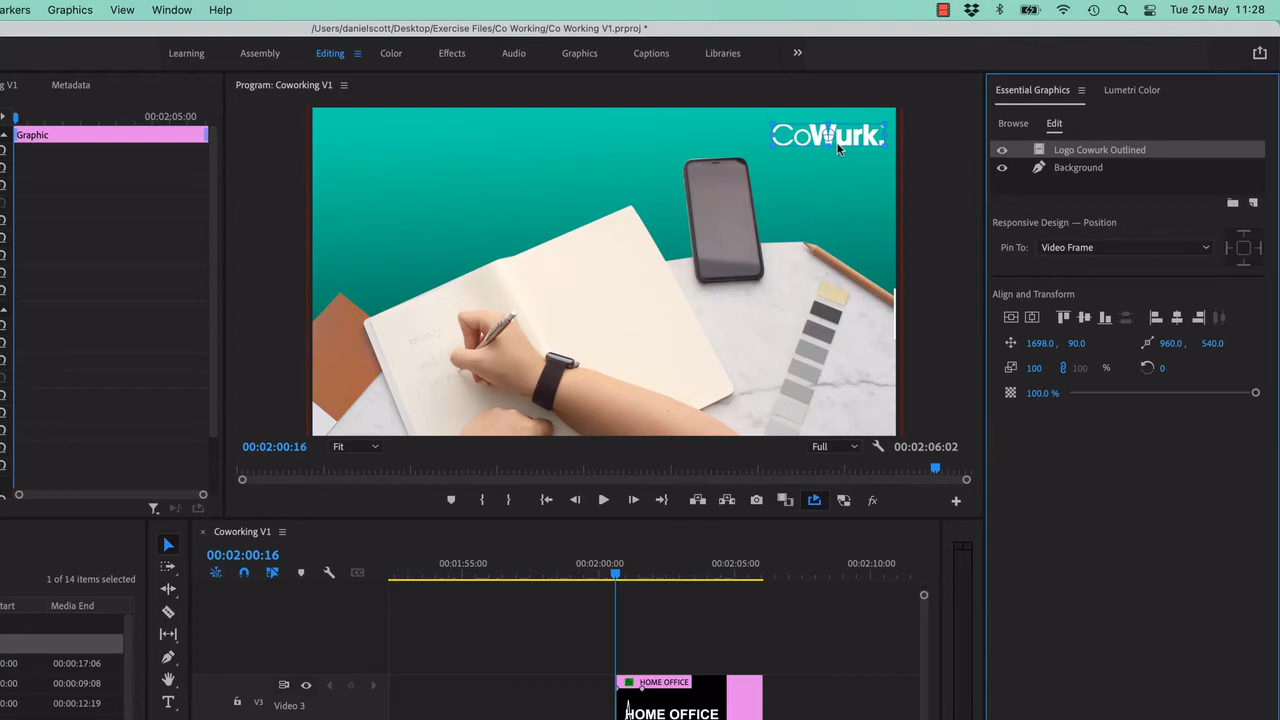 arkers Graphics View Window Help Tue 25 May 11:28
/Users/danielscott/Desktop/Exercise Files/Co Working/Co Working V1.prproj *
Learning Assembly Editing Color Effects Audio Graphics Captions Libraries
g V1 Metadata
Program: Coworking V1
Essential Graphics Lumetri Color
00:02:05:00
Browse Edit
Graphic
CoWurk.
Logo Cowurk Outlined
Background
Responsive Design — Position
Pin To: Video Frame
Align and Transform
1698.0 , 90.0 960.0 , 540.0
100 100 % 0
100.0 %
00:02:00:16 Fit Full 00:02:06:02
fx
× Coworking V1
00:02:00:16
00:01:55:00 00:02:00:00 00:02:05:00 00:02:10:00
1 of 14 items selected
tart Media End
:00 00:00:17:06
:00 00:00:09:08
:00 00:00:12:19
V3 Video 3
HOME OFFICE
HOME OFFICE